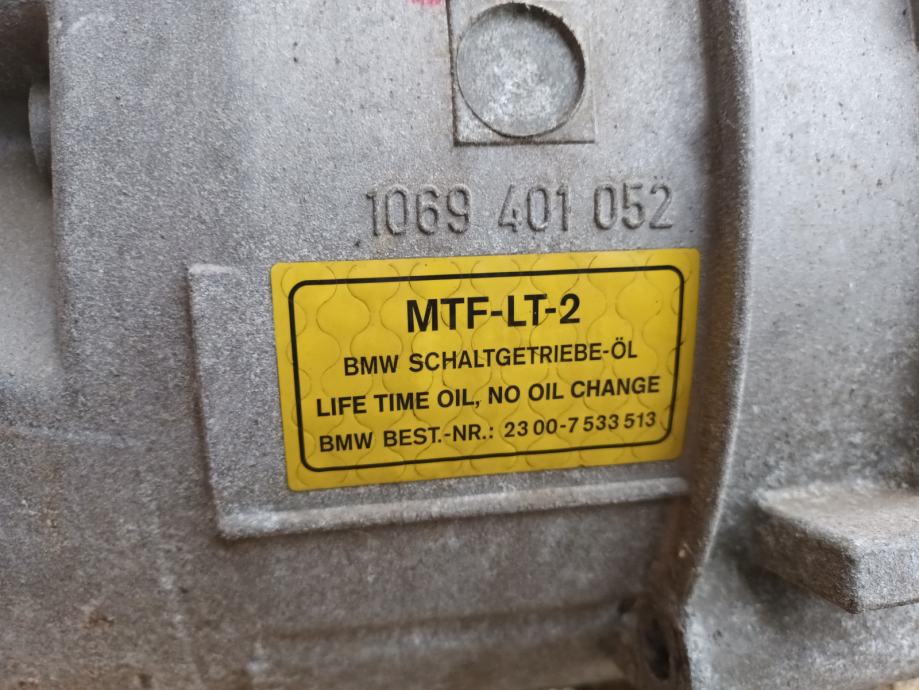 1069 401 052
MTF-LT-2
BMW SCHALTGETRIEBE-ÖL
LIFE TIME OIL, NO OIL CHANGE
BMW BEST.-NR.: 23 00-7 533 513